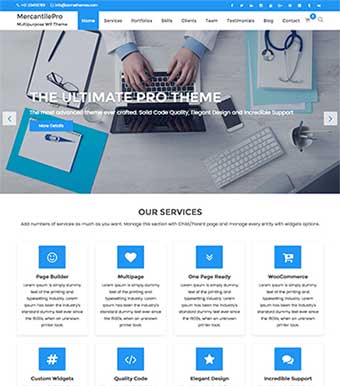 +01 23456789 info@acmethemes.com
MercantilePro
Multipurpose WP Theme
Home Services Portfolios Skills Clients Team Testimonials Blog Contact
THE ULTIMATE PRO THEME
The most advanced theme ever crafted. Solid Code Quality, Elegant Design and Incredible Support
More Details
OUR SERVICES
Add numbers of services as much as you want. Manage this section with Child/Parent page and manage every entity with widgets options.
Page Builder
Lorem Ipsum is simply dummy
text of the printing and
typesetting industry. Lorem
Ipsum has been the industry's
standard dummy text ever since
the 1500s, when an unknown
printer took
Multipage
Lorem Ipsum is simply dummy
text of the printing and
typesetting industry. Lorem
Ipsum has been the industry's
standard dummy text ever since
the 1500s, when an unknown
printer took
One Page Ready
Lorem Ipsum is simply dummy
text of the printing and
typesetting industry. Lorem
Ipsum has been the industry's
standard dummy text ever since
the 1500s, when an unknown
printer took
WooCommerce
Lorem Ipsum is simply dummy
text of the printing and
typesetting industry. Lorem
Ipsum has been the industry's
standard dummy text ever since
the 1500s, when an unknown
printer took
Custom Widgets
Quality Code
Elegant Design
Incredible Support